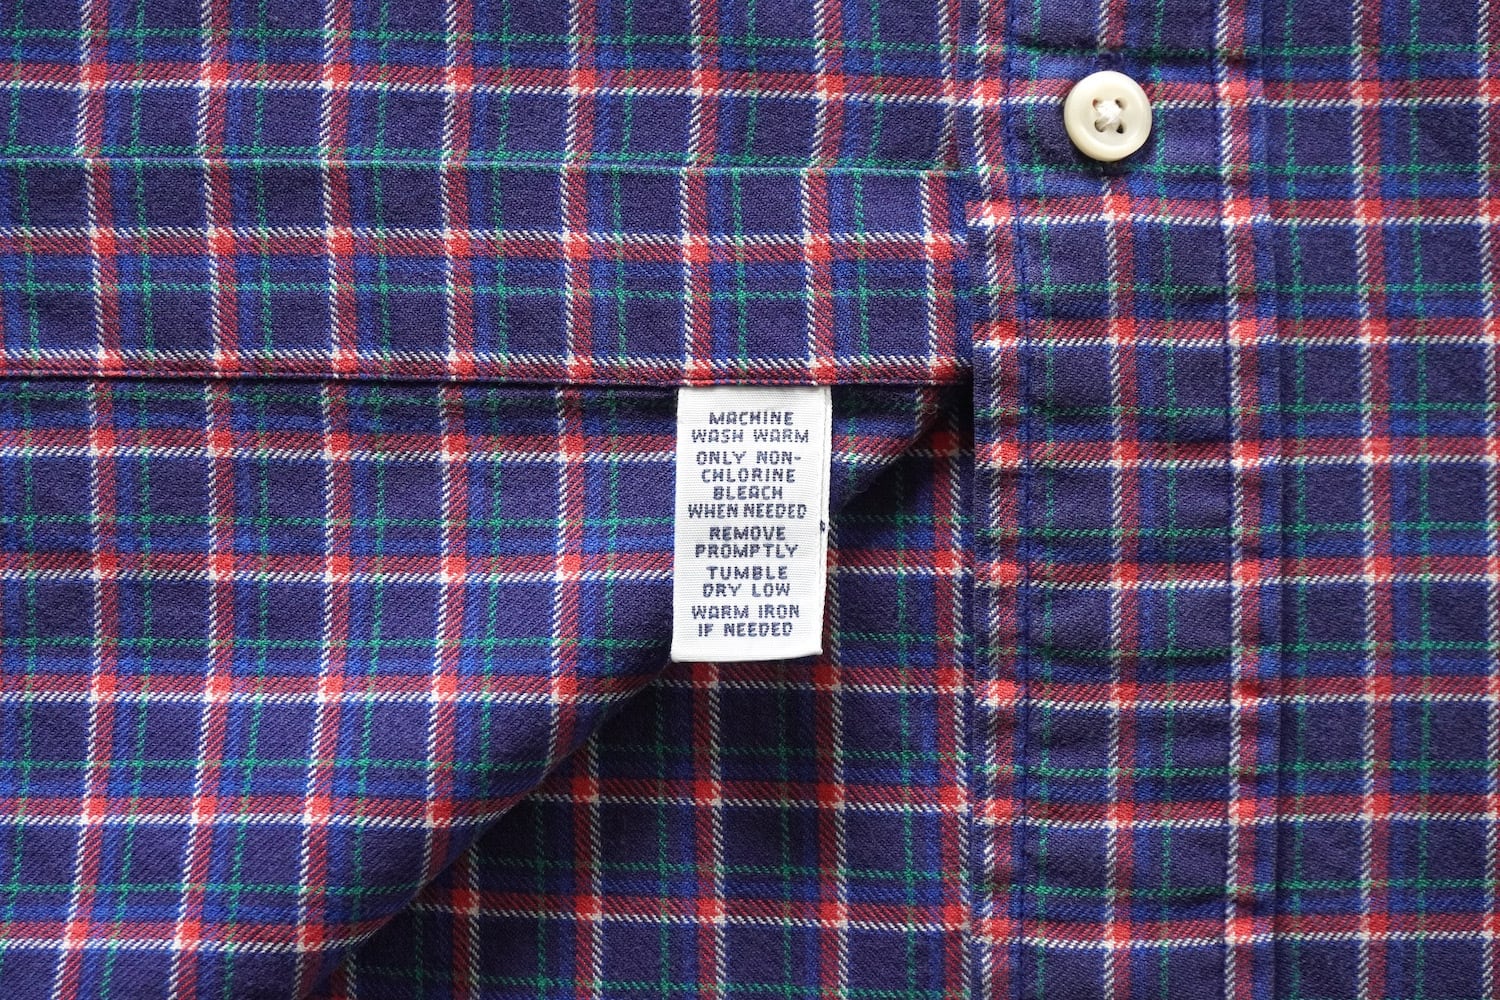 MACHINE
WASH WARM
ONLY NON-
CHLORINE
BLEACH
WHEN NEEDED
REMOVE
PROMPTLY
TUMBLE
DRY LOW
WARM IRON
IF NEEDED